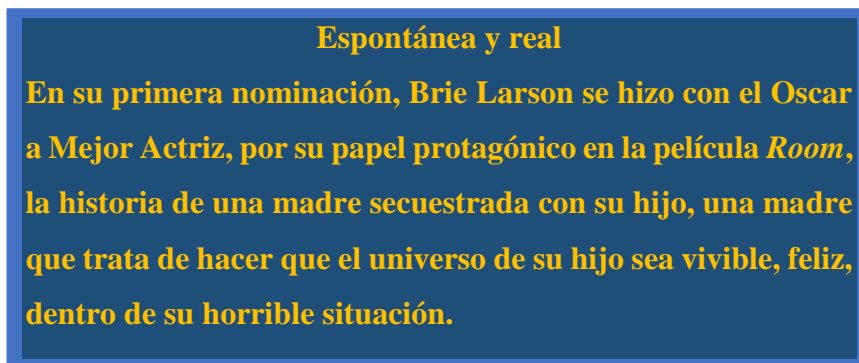 Espontánea y real
En su primera nominación, Brie Larson se hizo con el Oscar
a Mejor Actriz, por su papel protagónico en la película Room,
la historia de una madre secuestrada con su hijo, una madre
que trata de hacer que el universo de su hijo sea vivible, feliz,
dentro de su horrible situación.